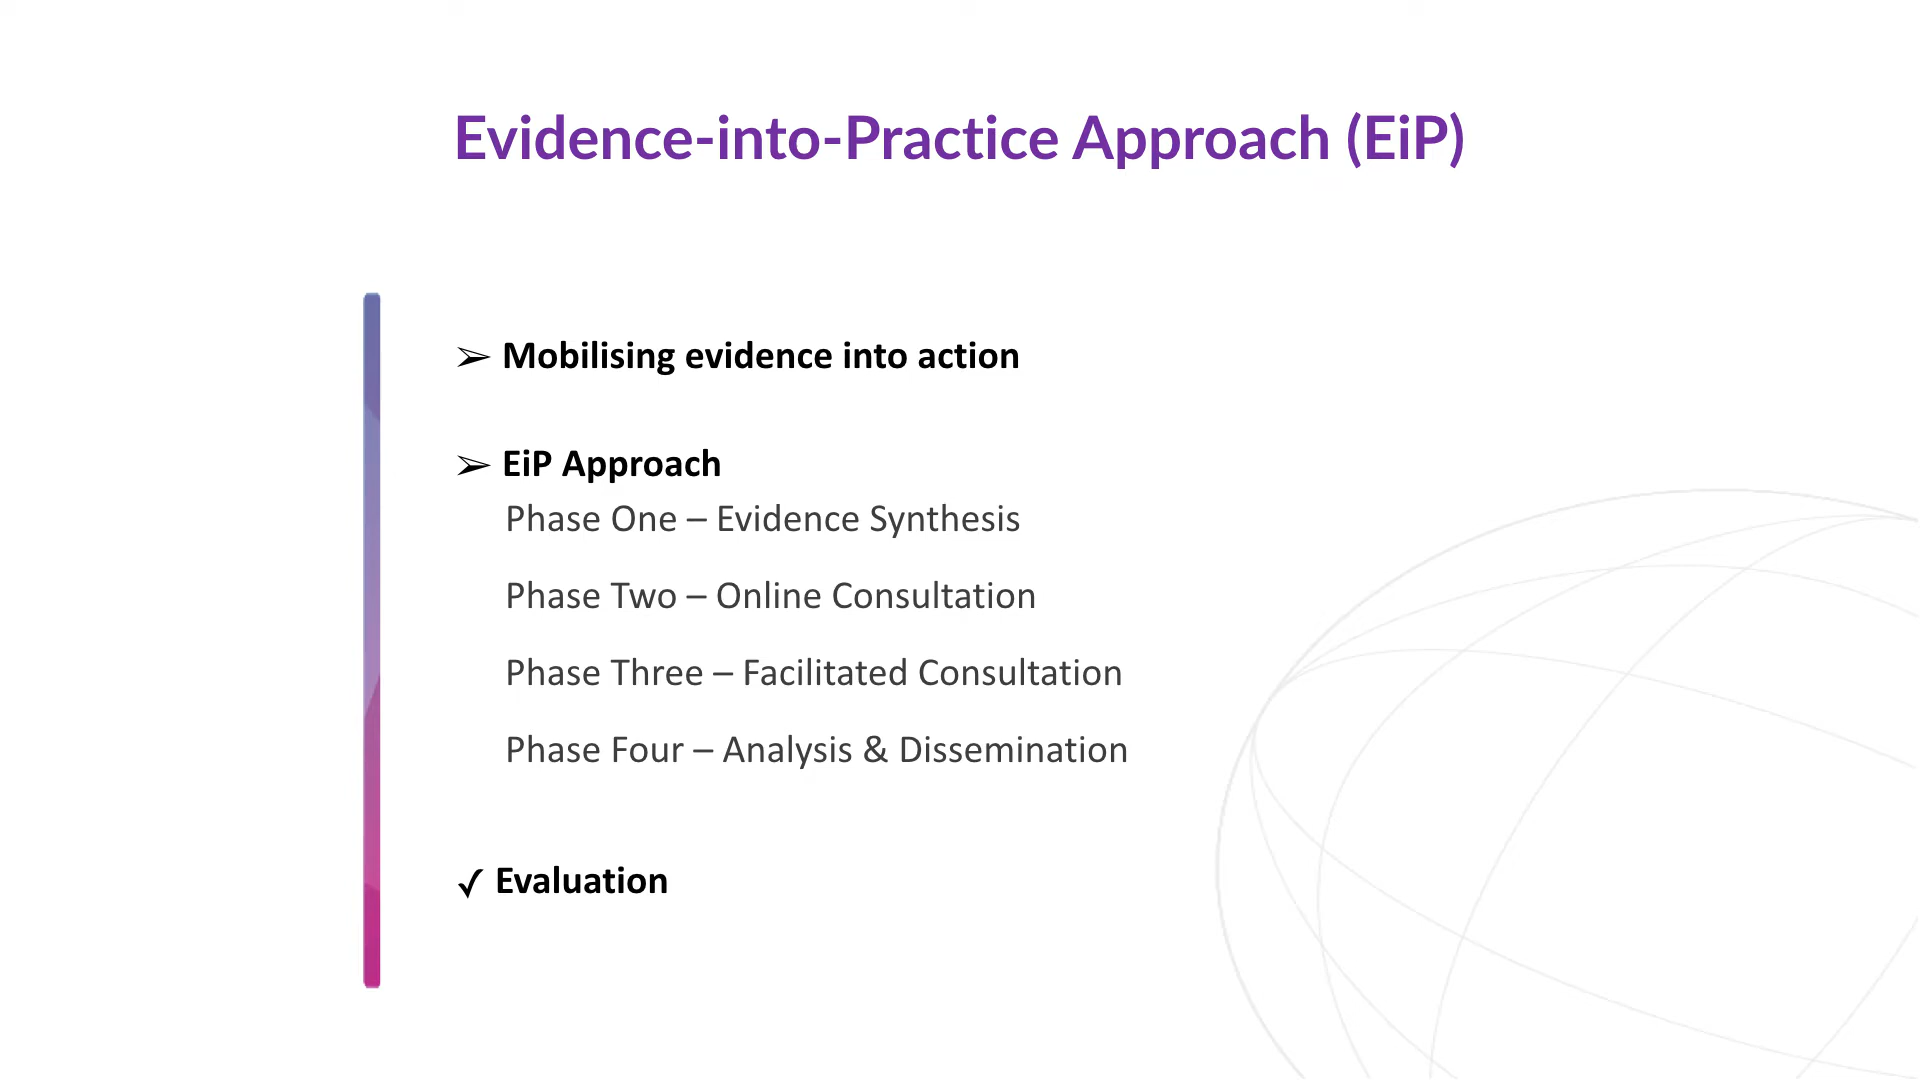 Evidence-into-Practice Approach (EiP)
➢ Mobilising evidence into action
➢ EiP Approach
Phase One – Evidence Synthesis
Phase Two – Online Consultation
Phase Three – Facilitated Consultation
Phase Four – Analysis & Dissemination
✓ Evaluation